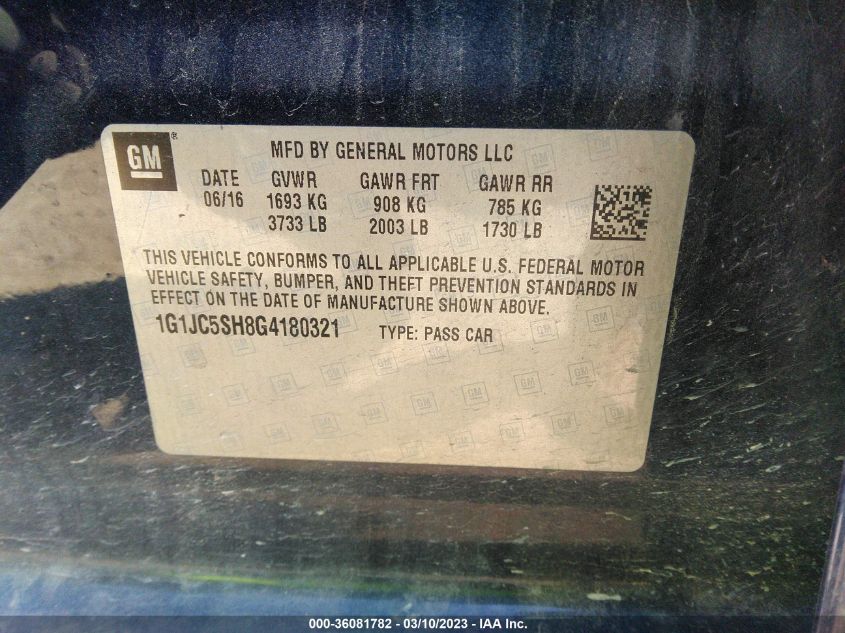 GM ® MFD BY GENERAL MOTORS LLC
DATE GVWR GAWR FRT GAWR RR
06/16 1693 KG 908 KG 785 KG
3733 LB 2003 LB 1730 LB
THIS VEHICLE CONFORMS TO ALL APPLICABLE U.S. FEDERAL MOTOR
VEHICLE SAFETY, BUMPER, AND THEFT PREVENTION STANDARDS IN
EFFECT ON THE DATE OF MANUFACTURE SHOWN ABOVE.
1G1JC5SH8G4180321 TYPE: PASS CAR
000-36081782 - 03/10/2023 - IAA Inc.